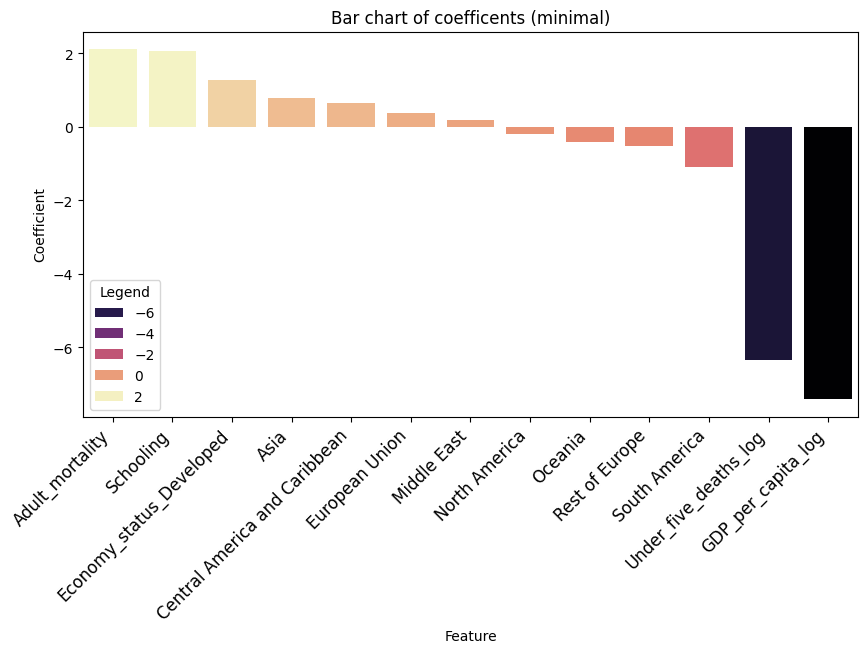 Bar chart of coefficents (minimal)
2
0
−2
−4
−6
Coefficient
Legend
−6
−4
−2
0
2
Adult_mortality
Schooling
Economy_status_Developed
Asia
Central America and Caribbean
European Union
Middle East
North America
Oceania
Rest of Europe
South America
Under_five_deaths_log
GDP_per_capita_log
Feature